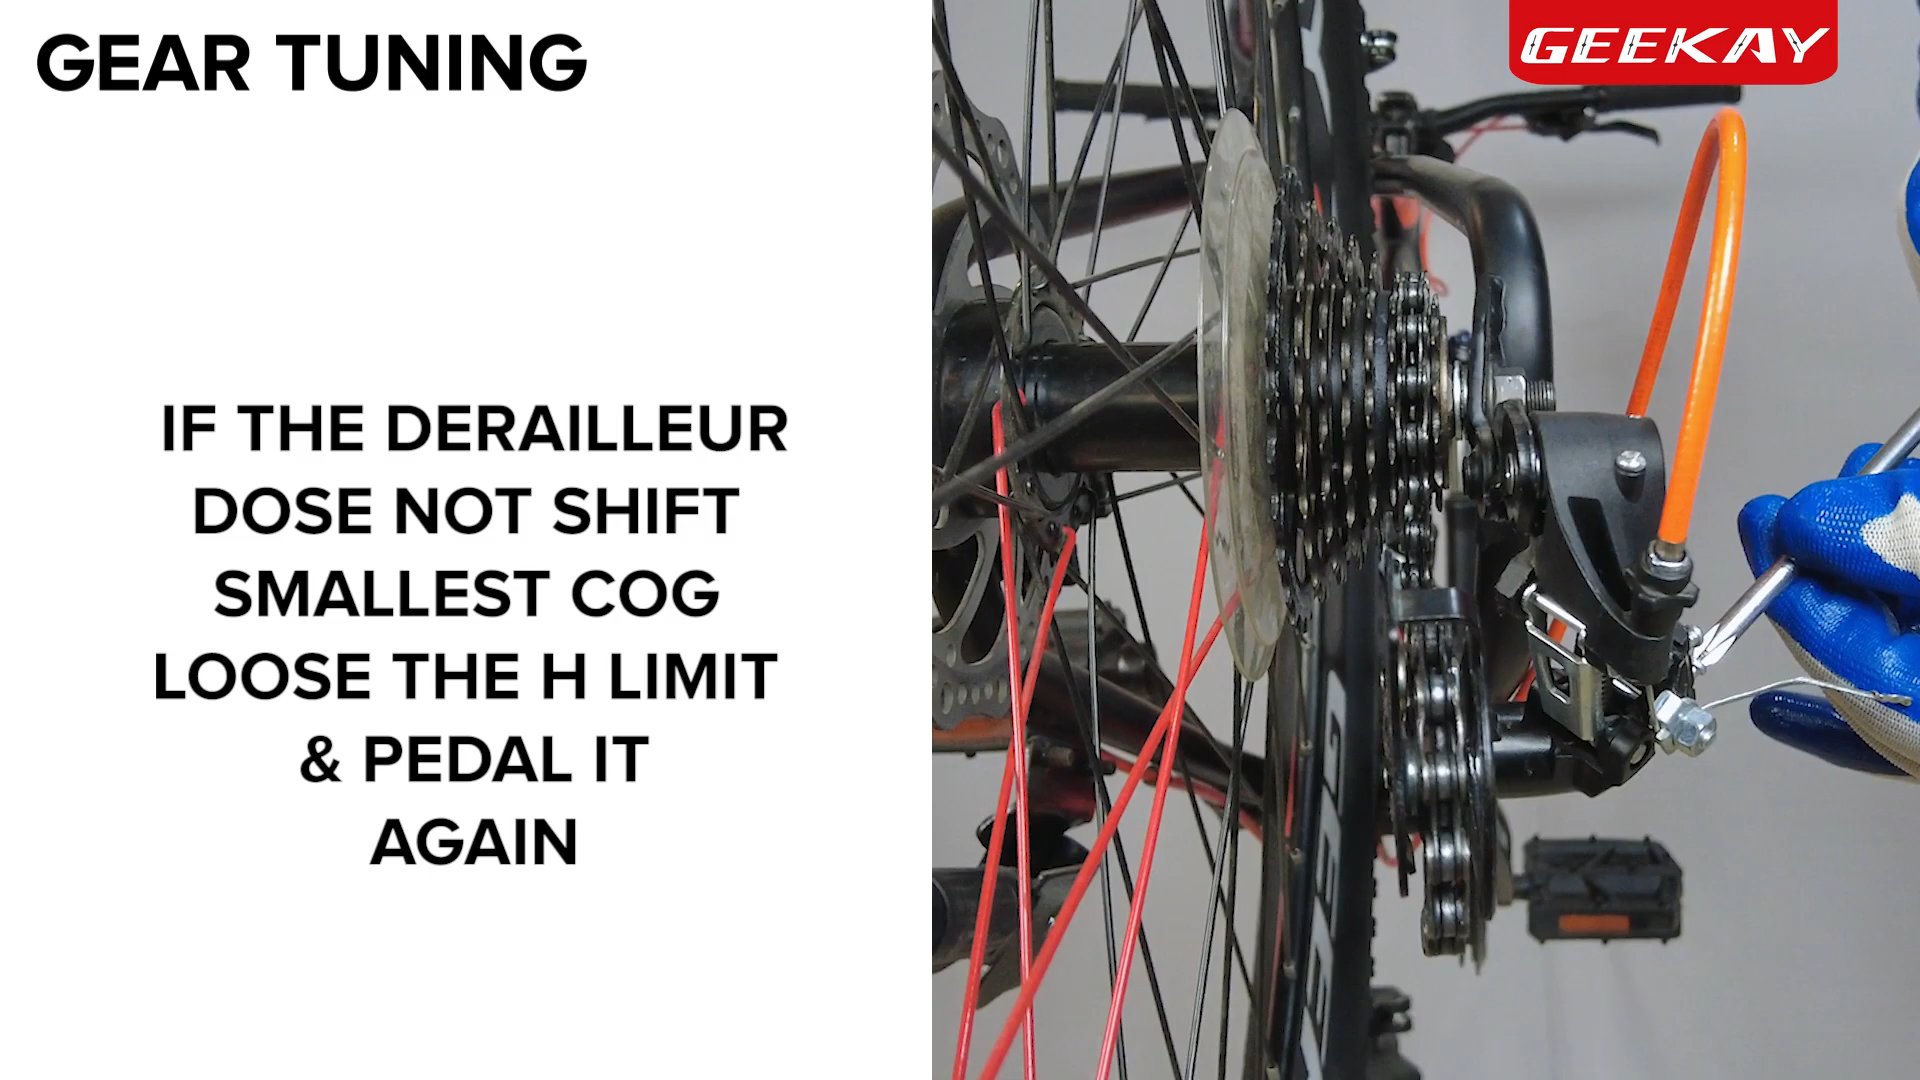 GEAR TUNING
GEEKAY
IF THE DERAILLEUR
DOSE NOT SHIFT
SMALLEST COG
LOOSE THE H LIMIT
& PEDAL IT
AGAIN